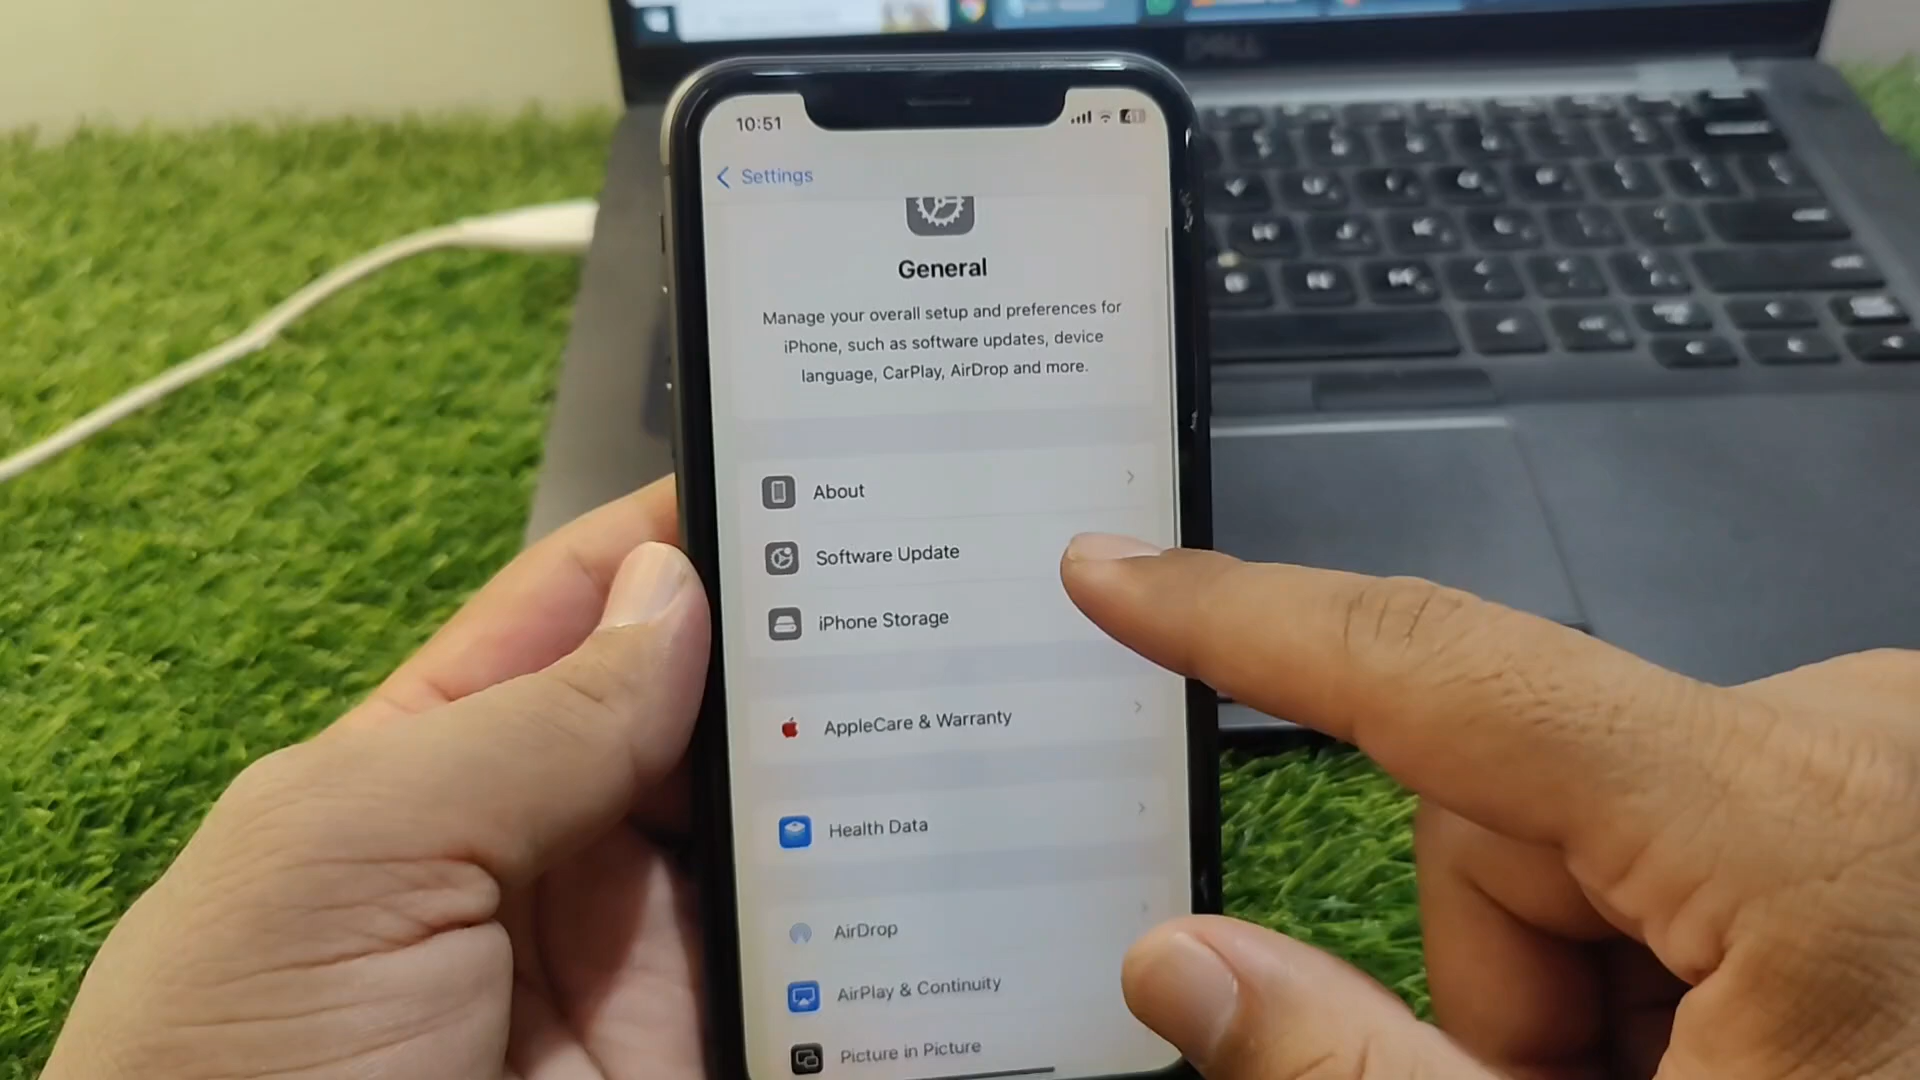 DELL
10:51
Settings
General
Manage your overall setup and preferences for
iPhone, such as software updates, device
language, CarPlay, AirDrop and more.
About
Software Update
iPhone Storage
AppleCare & Warranty
Health Data
AirDrop
AirPlay & Continuity
Picture in Picture